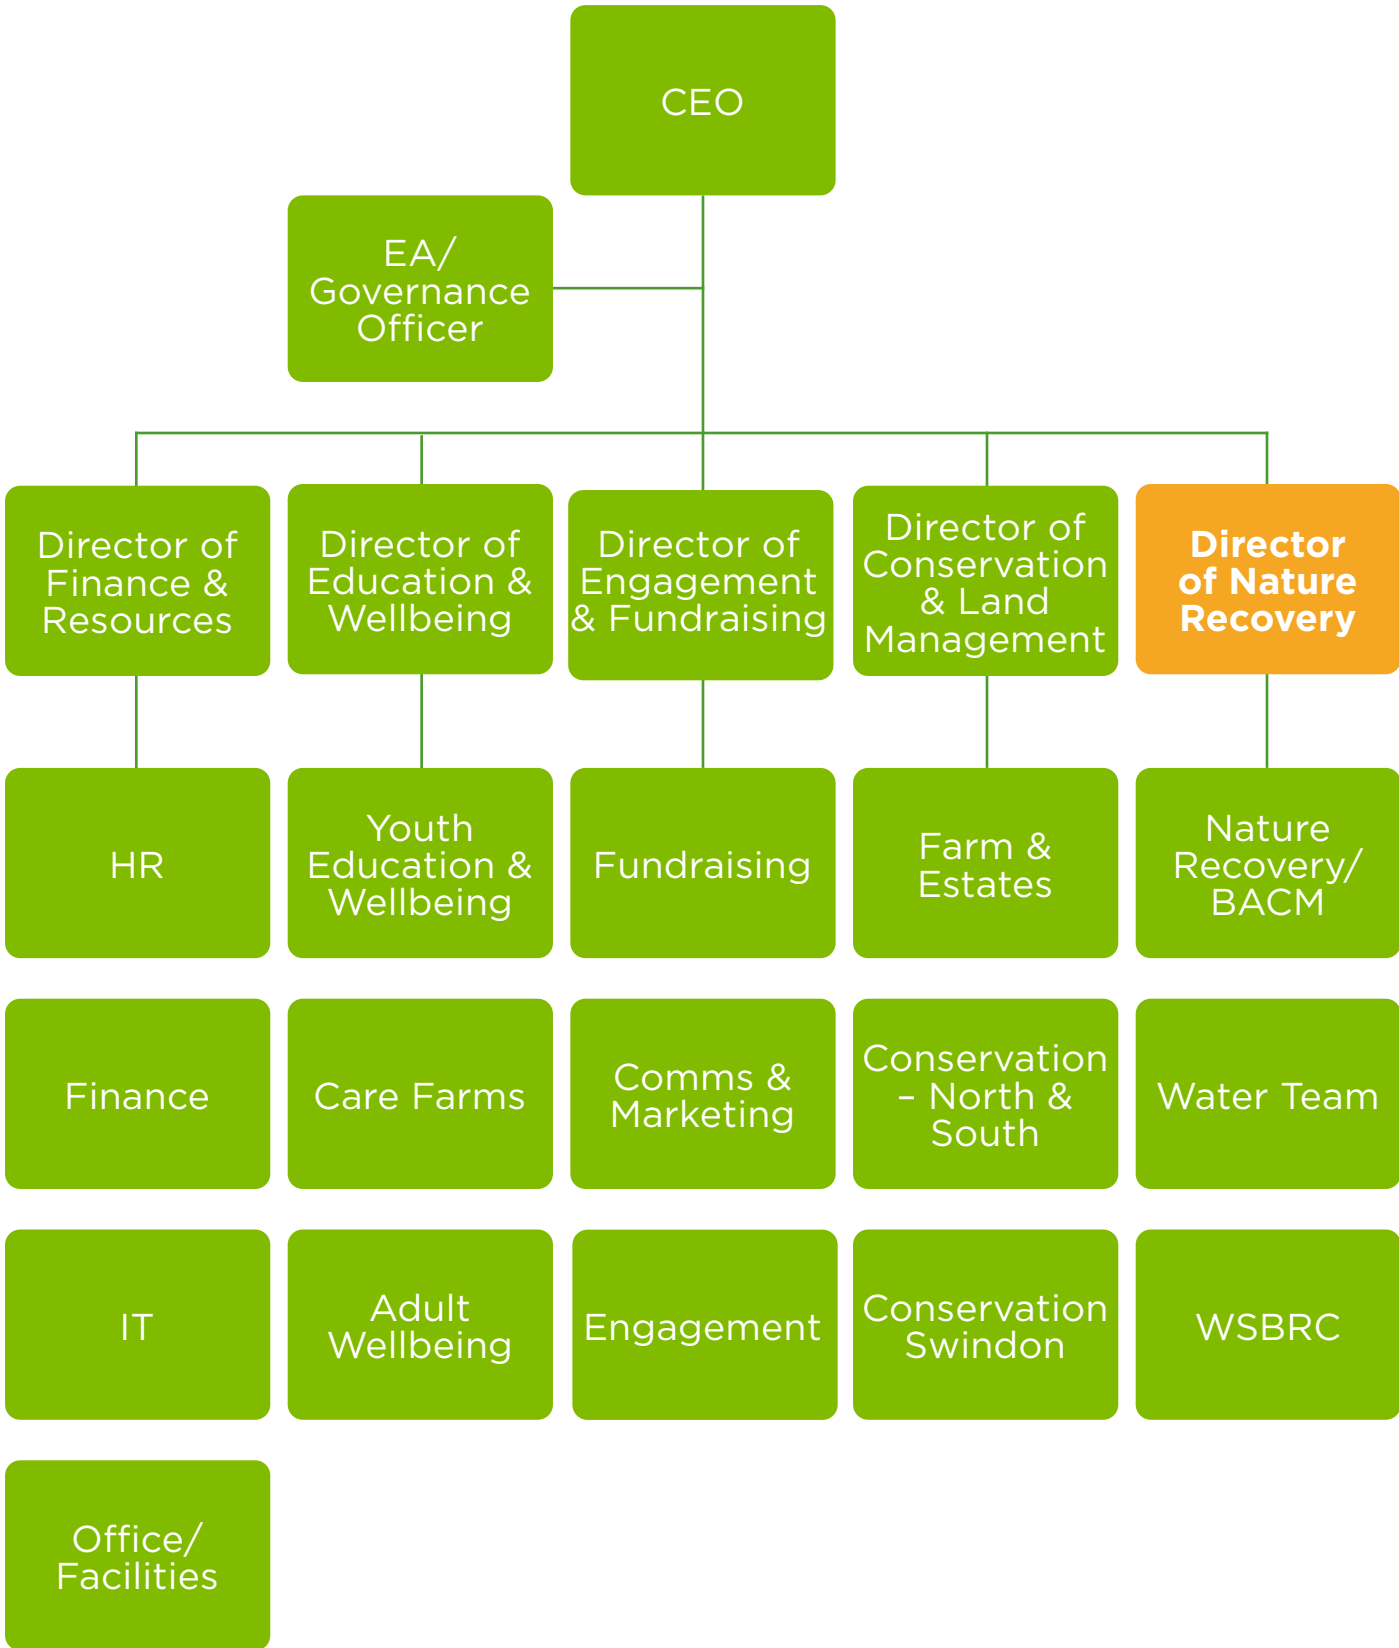 CEO
EA/
Governance
Officer
Director of
Finance &
Resources
Director of
Education &
Wellbeing
Director of
Engagement
& Fundraising
Director of
Conservation
& Land
Management
Director
of Nature
Recovery
HR
Youth
Education &
Wellbeing
Fundraising
Farm &
Estates
Nature
Recovery/
BACM
Finance
Care Farms
Comms &
Marketing
Conservation
– North &
South
Water Team
IT
Adult
Wellbeing
Engagement
Conservation
Swindon
WSBRC
Office/
Facilities